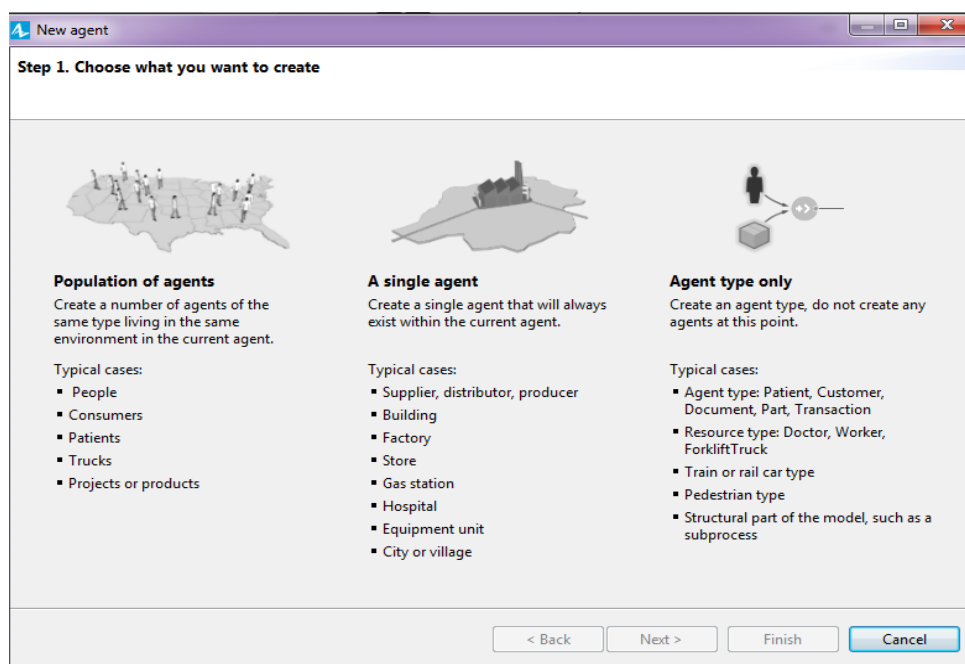 New agent
Step 1. Choose what you want to create
Population of agents
Create a number of agents of the
same type living in the same
environment in the current agent.
Typical cases:
▪ People
▪ Consumers
▪ Patients
▪ Trucks
▪ Projects or products
A single agent
Create a single agent that will always
exist within the current agent.
Typical cases:
▪ Supplier, distributor, producer
▪ Building
▪ Factory
▪ Store
▪ Gas station
▪ Hospital
▪ Equipment unit
▪ City or village
Agent type only
Create an agent type, do not create any
agents at this point.
Typical cases:
▪ Agent type: Patient, Customer,
Document, Part, Transaction
▪ Resource type: Doctor, Worker,
ForkliftTruck
▪ Train or rail car type
▪ Pedestrian type
▪ Structural part of the model, such as a
subprocess
< Back
Next >
Finish
Cancel